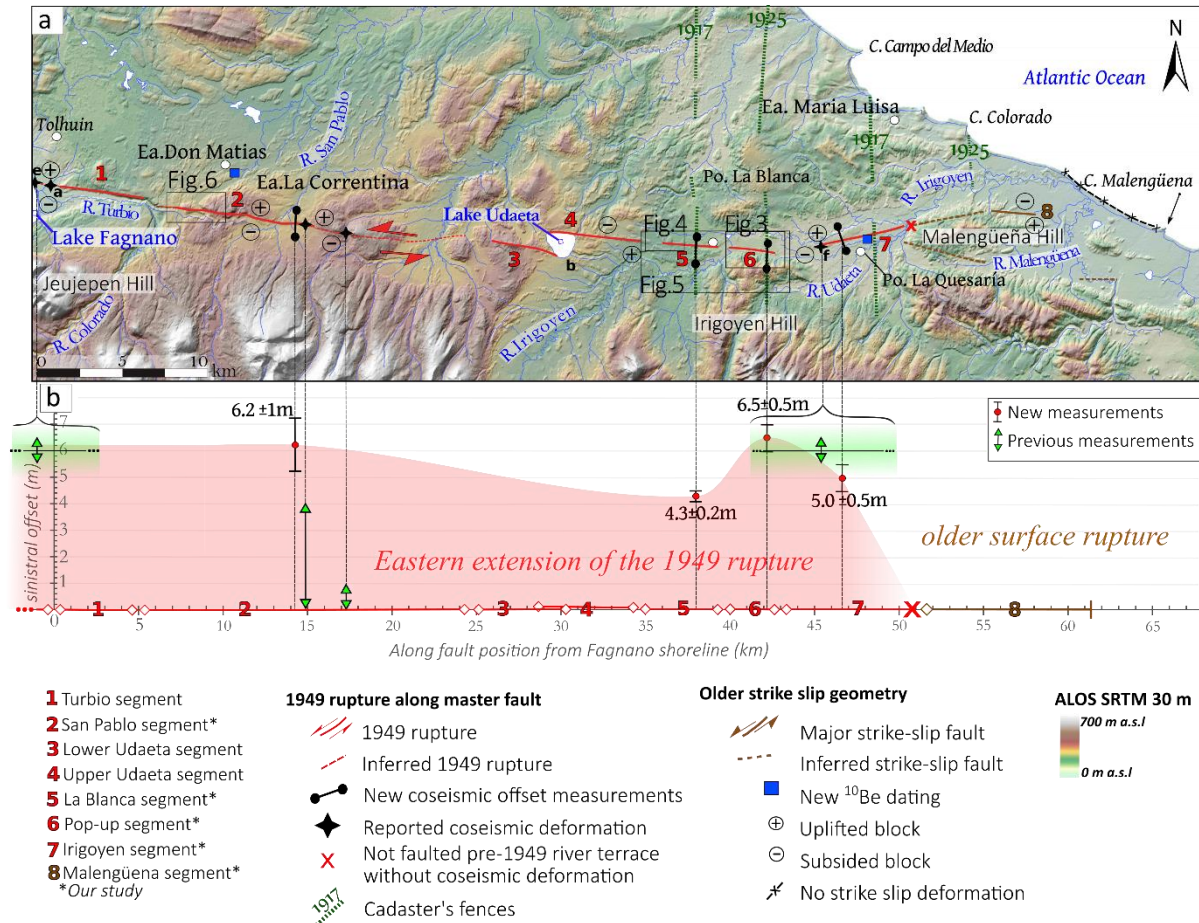 a
1917
1925
N
C. Campo del Medio
Atlantic Ocean
Ea. Maria Luisa
C. Colorado
Tolhuin
R. San Pablo
Ea.Don Matias
1917
1925
C. Malengüena
e
a
1
Fig.6
2
Ea.La Correntina
Po. La Blanca
R. Irigoyen
R. Turbio
Lake Udaeta
4
Fig.4
Fig.3
8
Lake Fagnano
3
b
5
6
f
7
Malengüeña Hill
R. Malengüena
Jeujepen Hill
Fig.5
R. Udaeta
Po. La Quesaría
R. Colorado
R.Irigoyen
Irigoyen Hill
0 10
km
b
6.2 ±1m
6.5±0.5m
New measurements
Previous measurements
7
6
5
4
3
2
1
sinistral offset (m)
4.3±0.2m
5.0 ±0.5m
Eastern extension of the 1949 rupture
older surface rupture
1 2 3 4 5 6 7 8
0 5 10 15 20 25 30 35 40 45 50 55 60 65
Along fault position from Fagnano shoreline (km)
1 Turbio segment
2 San Pablo segment*
3 Lower Udaeta segment
4 Upper Udaeta segment
5 La Blanca segment*
6 Pop-up segment*
7 Irigoyen segment*
8 Malengüena segment*
*Our study
1949 rupture along master fault
1949 rupture
Inferred 1949 rupture
New coseismic offset measurements
Reported coseismic deformation
Not faulted pre-1949 river terrace
without coseismic deformation
1917
Cadaster's fences
Older strike slip geometry
Major strike-slip fault
Inferred strike-slip fault
New ¹⁰Be dating
Uplifted block
Subsided block
No strike slip deformation
ALOS SRTM 30 m
700 m a.s.l
0 m a.s.l